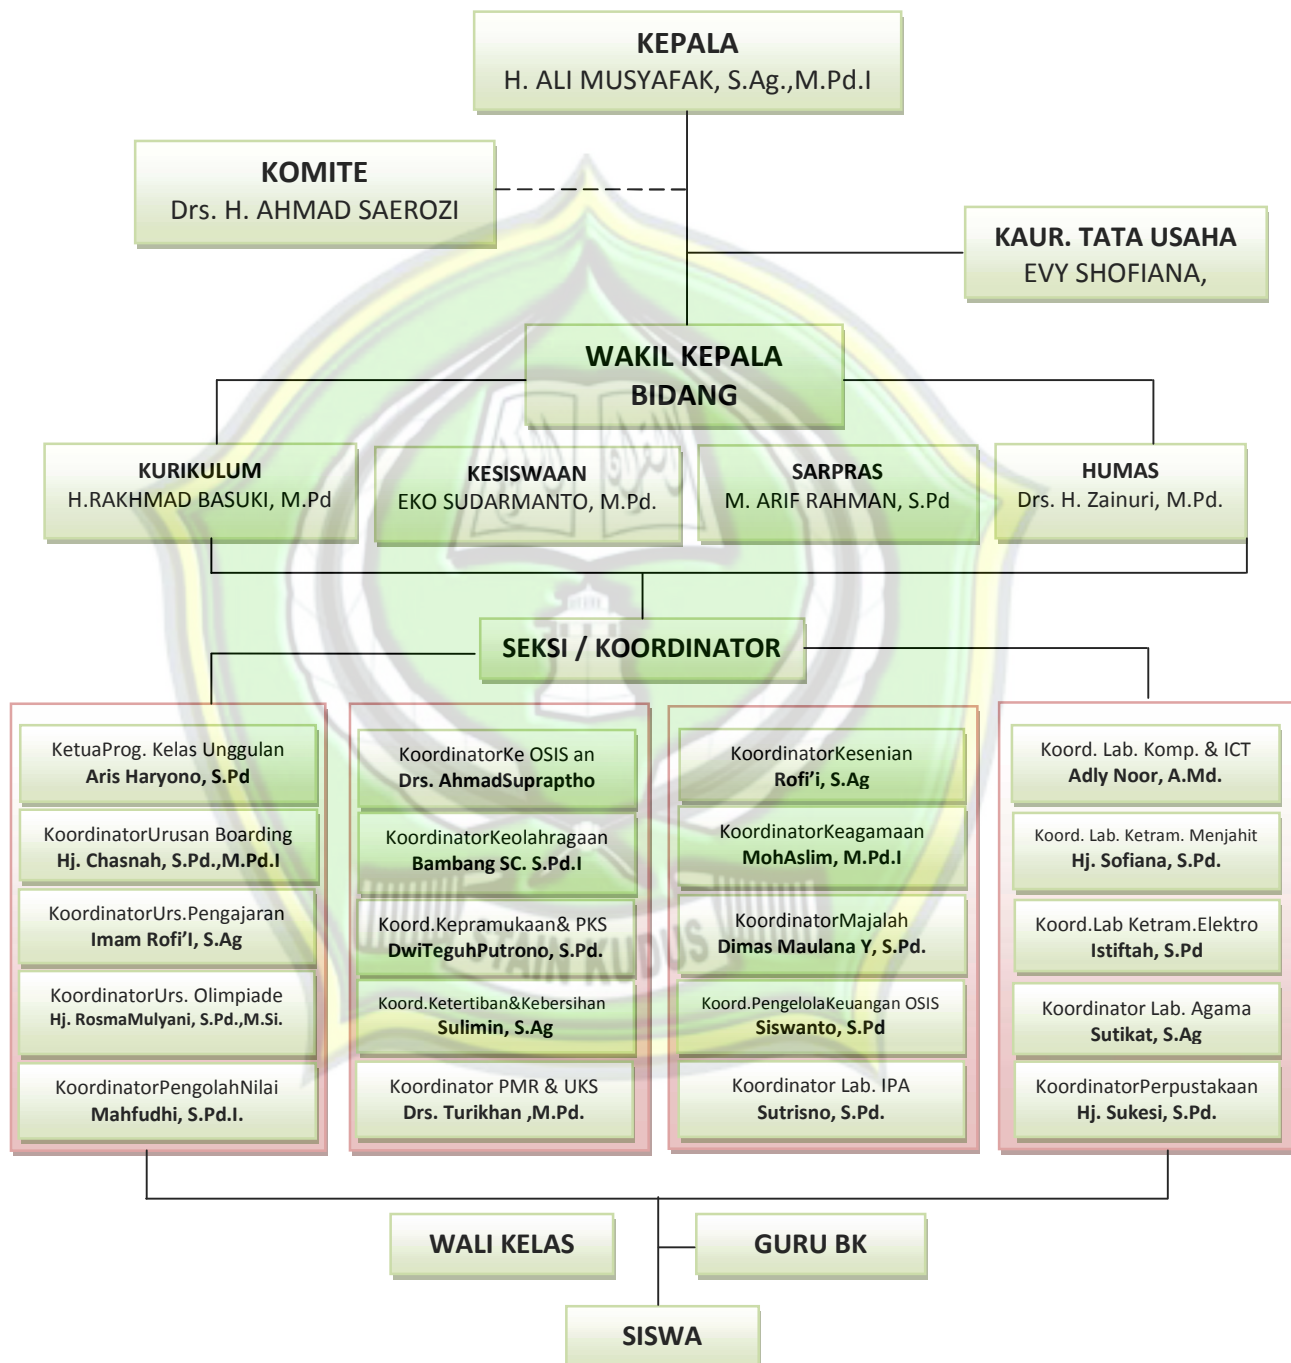 KEPALA
H. ALI MUSYAFAK, S.Ag.,M.Pd.I
KOMITE
Drs. H. AHMAD SAEROZI
KAUR. TATA USAHA
EVY SHOFIANA,
WAKIL KEPALA
BIDANG
KURIKULUM
H.RAKHMAD BASUKI, M.Pd
KESISWAAN
EKO SUDARMANTO, M.Pd.
SARPRAS
M. ARIF RAHMAN, S.Pd
HUMAS
Drs. H. Zainuri, M.Pd.
SEKSI / KOORDINATOR
KetuaProg. Kelas Unggulan
Aris Haryono, S.Pd
KoordinatorUrusan Boarding
Hj. Chasnah, S.Pd.,M.Pd.I
KoordinatorUrs.Pengajaran
Imam Rofi’I, S.Ag
KoordinatorUrs. Olimpiade
Hj. RosmaMulyani, S.Pd.,M.Si.
KoordinatorPengolahNilai
Mahfudhi, S.Pd.I.
KoordinatorKe OSIS an
Drs. AhmadSupraptho
KoordinatorKeolahragaan
Bambang SC. S.Pd.I
Koord.Kepramukaan& PKS
DwiTeguhPutrono, S.Pd.
Koord.Ketertiban&Kebersihan
Sulimin, S.Ag
Koordinator PMR & UKS
Drs. Turikhan ,M.Pd.
KoordinatorKesenian
Rofi’i, S.Ag
KoordinatorKeagamaan
MohAslim, M.Pd.I
KoordinatorMajalah
Dimas Maulana Y, S.Pd.
Koord.PengelolaKeuangan OSIS
Siswanto, S.Pd
Koordinator Lab. IPA
Sutrisno, S.Pd.
Koord. Lab. Komp. & ICT
Adly Noor, A.Md.
Koord. Lab. Ketram. Menjahit
Hj. Sofiana, S.Pd.
Koord.Lab Ketram.Elektro
Istiftah, S.Pd
Koordinator Lab. Agama
Sutikat, S.Ag
KoordinatorPerpustakaan
Hj. Sukesi, S.Pd.
STAIN KUDUS
WALI KELAS
GURU BK
SISWA